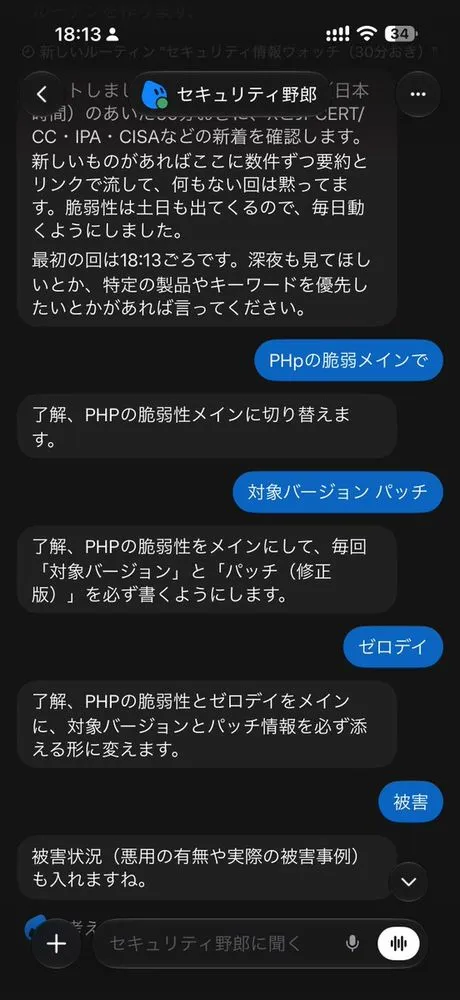 18:13
34
新しいルーティン "セキュリティ情報ウォッチ（30分おき）"
セキュリティ野郎
（日本
時間）のあいだ
CERT/
CC・IPA・CISAなどの新着を確認します。
新しいものがあればここに数件ずつ要約と
リンクで流して、何もない回は黙ってま
す。脆弱性は土日も出てくるので、毎日動
くようにしました。
最初の回は18:13ごろです。深夜も見てほし
いとか、特定の製品やキーワードを優先し
たいとかがあれば言ってください。
PHpの脆弱メインで
了解、PHPの脆弱性メインに切り替えま
す。
対象バージョン パッチ
了解、PHPの脆弱性をメインにして、毎回
「対象バージョン」と「パッチ（修正
版）」を必ず書くようにします。
ゼロデイ
了解、PHPの脆弱性とゼロデイをメイン
に、対象バージョンとパッチ情報を必ず添
える形に変えます。
被害
被害状況（悪用の有無や実際の被害事例）
も入れますね。
セキュリティ野郎に聞く